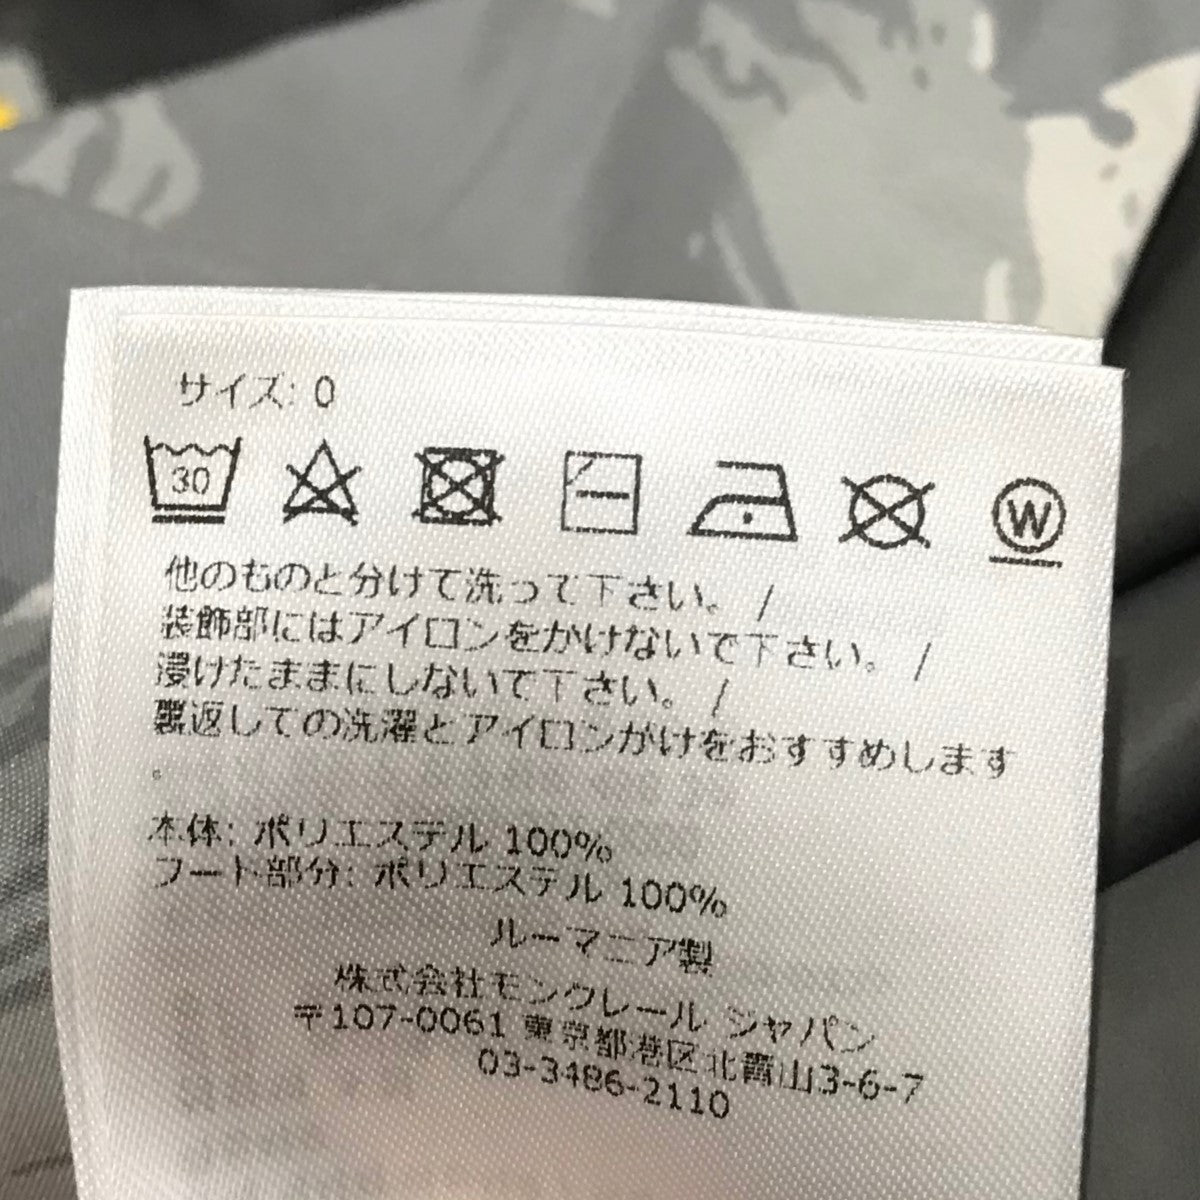 サイズ: 0
30
W
他のものと分けて洗って下さい。 /
装飾部にはアイロンをかけないで下さい。 /
浸けたままにしないて下さい。 /
裏返しての洗濯とアイロンがけをおすすめします
。
本体: ポリエステル 100%
フード部分: ポリエステル 100%
ルーマニア製
株式会社モンクレール ジャパン
〒107-0061 東京都港区北青山3-6-7
03-3486-2110